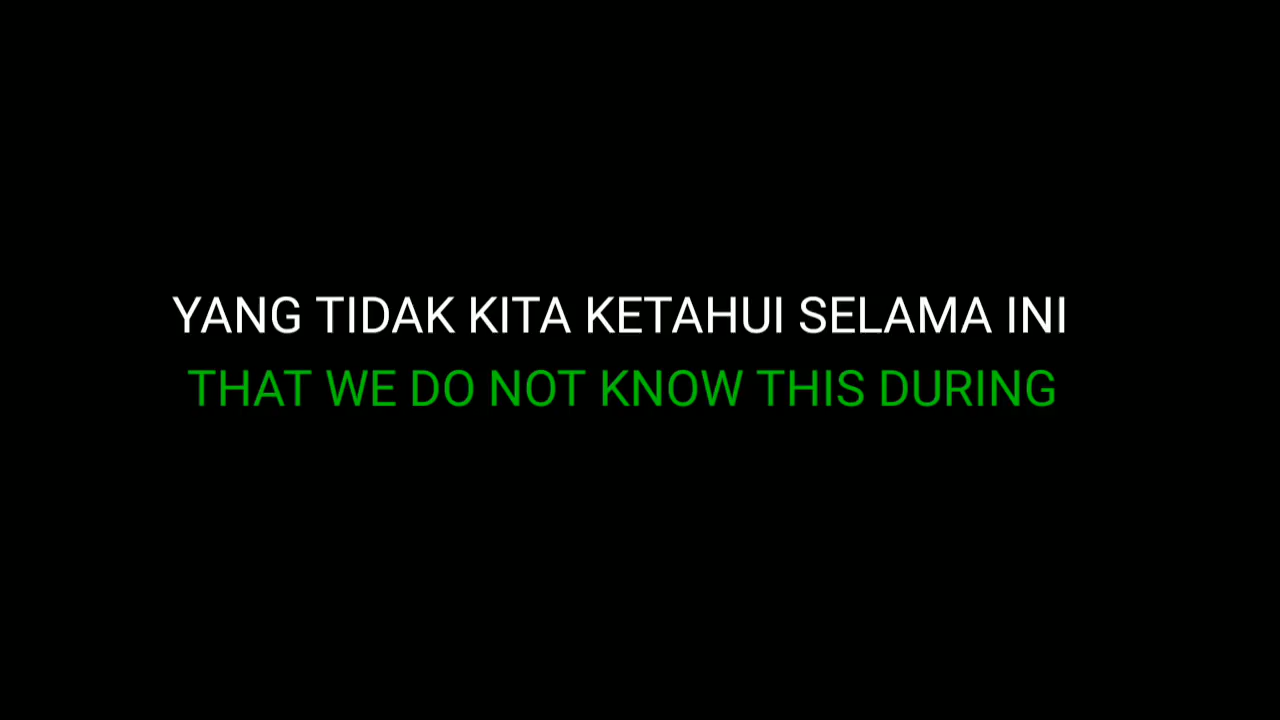 YANG TIDAK KITA KETAHUI SELAMA INI
THAT WE DO NOT KNOW THIS DURING